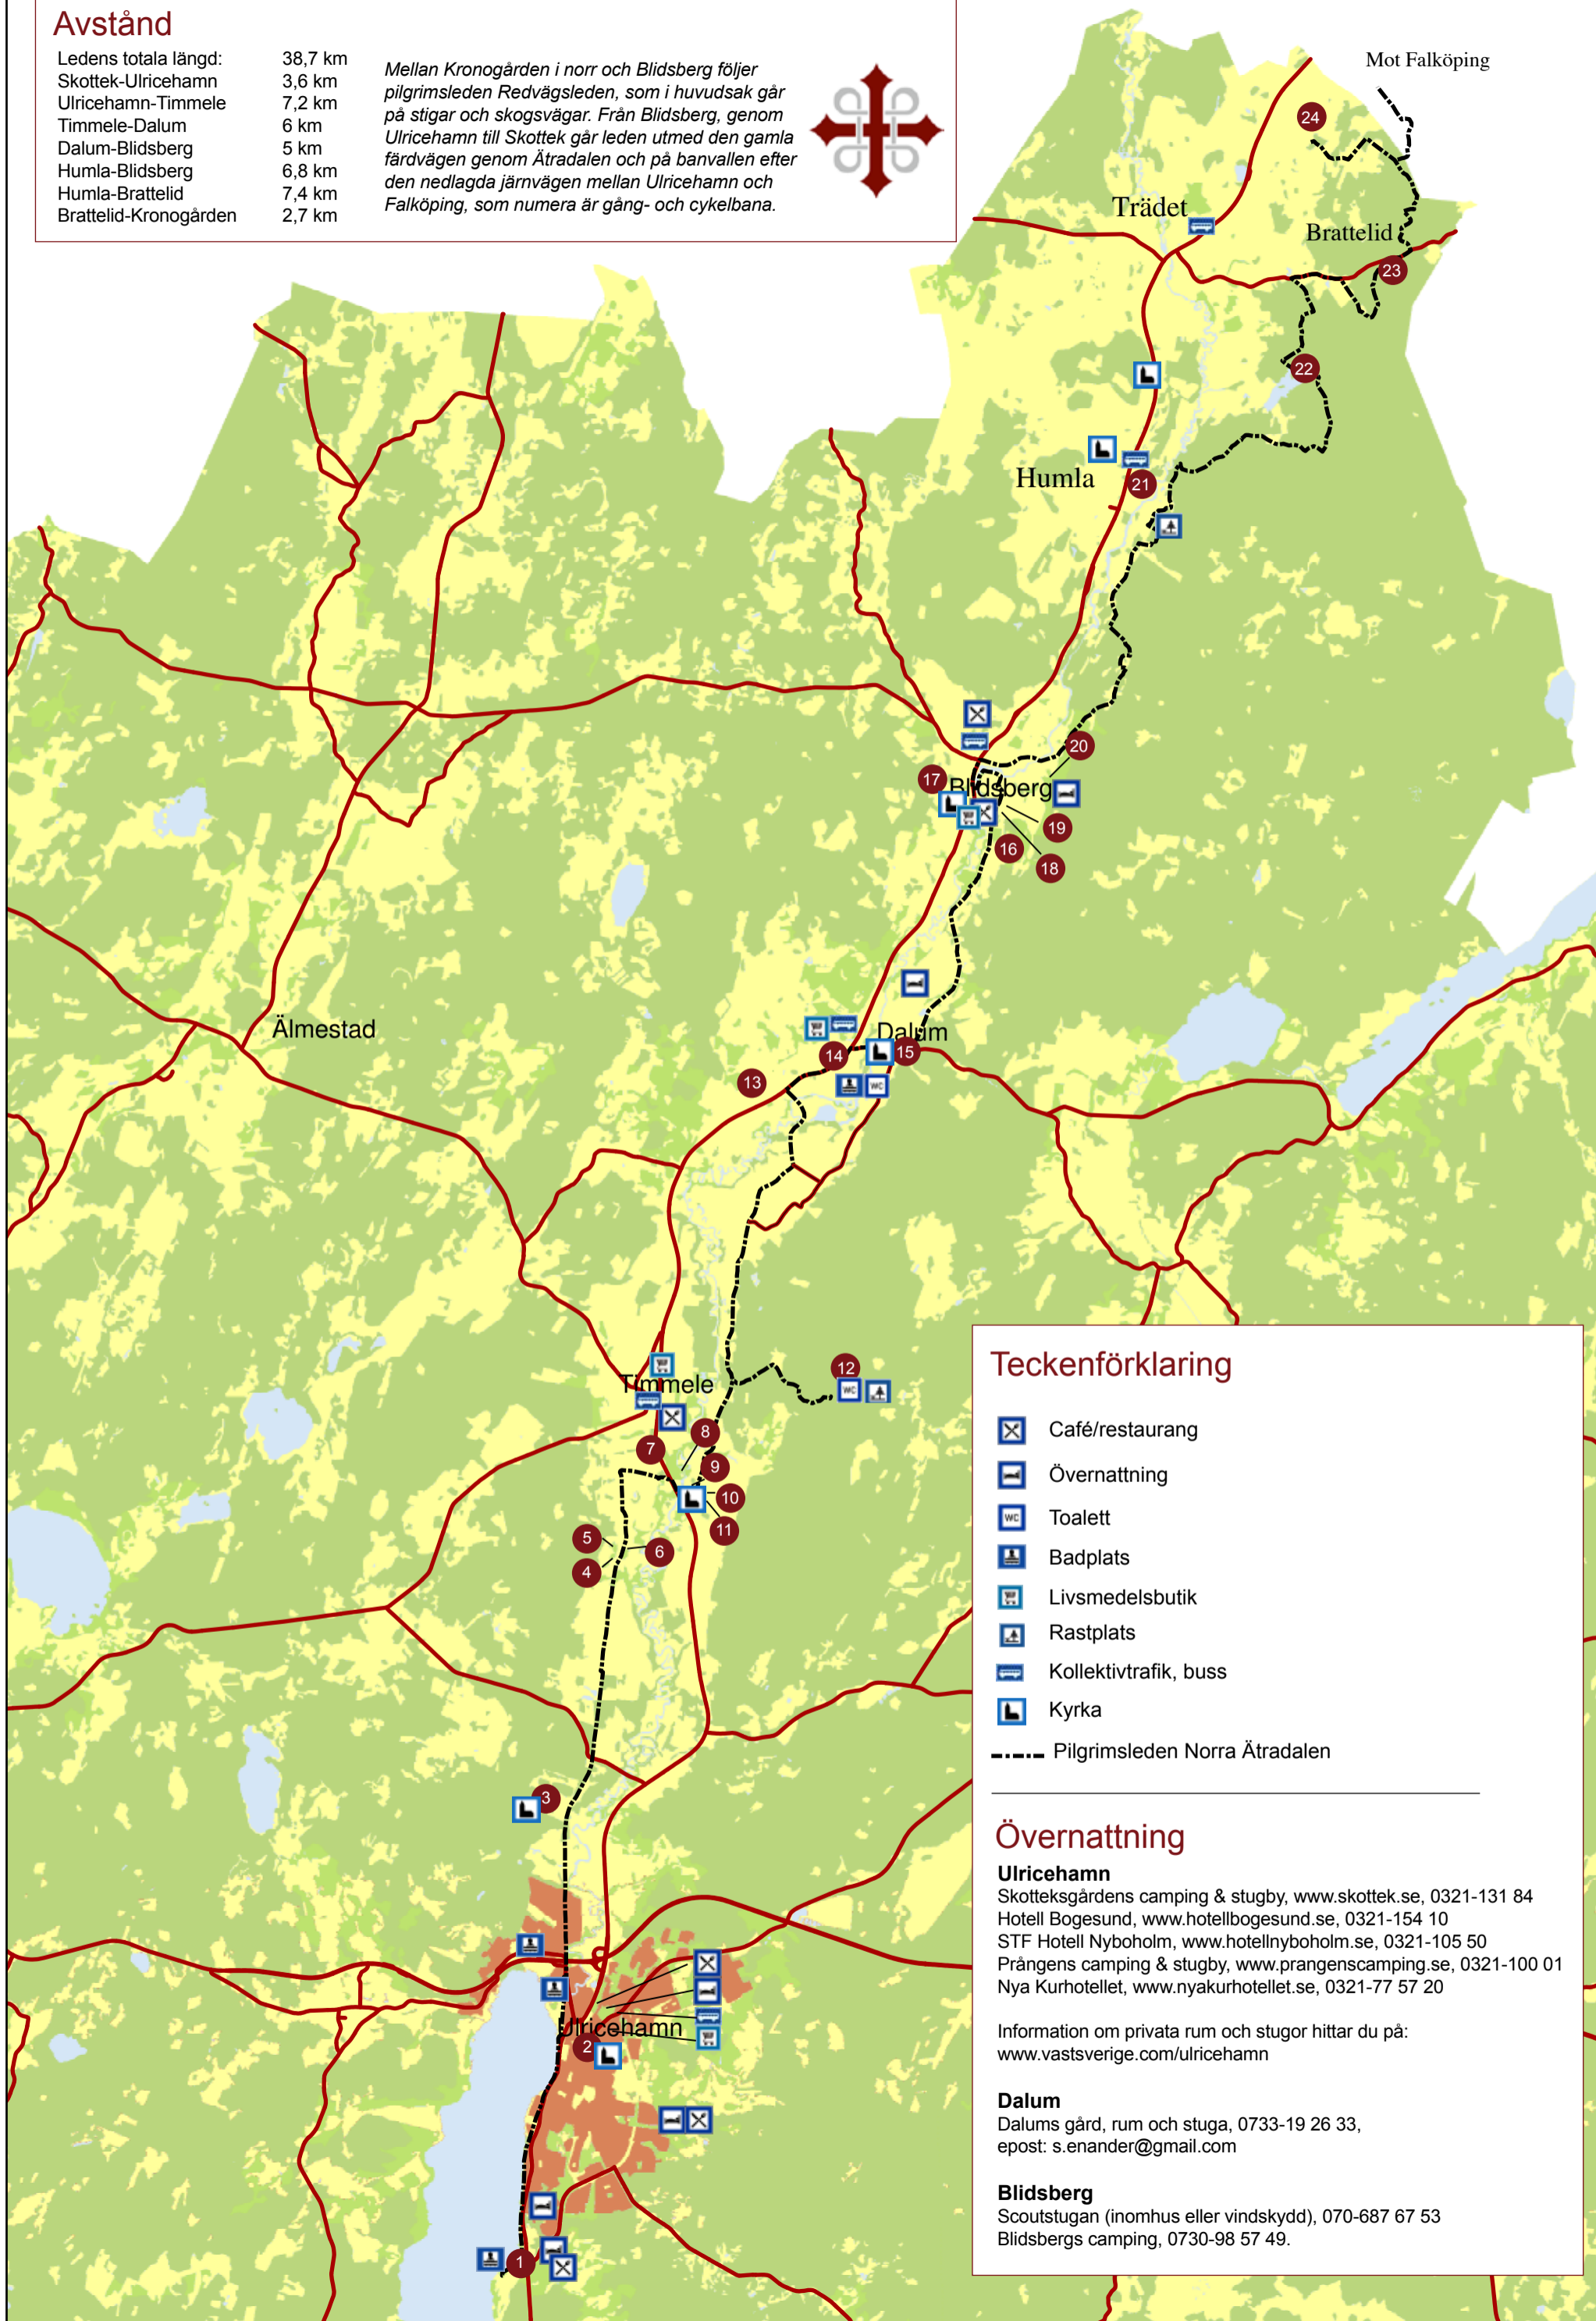 Avstånd
Ledens totala längd: 38,7 km
Skottek-Ulricehamn 3,6 km
Ulricehamn-Timmele 7,2 km
Timmele-Dalum 6 km
Dalum-Blidsberg 5 km
Humla-Blidsberg 6,8 km
Humla-Brattelid 7,4 km
Brattelid-Kronogården 2,7 km
Mellan Kronogården i norr och Blidsberg följer
pilgrimsleden Redvägsleden, som i huvudsak går
på stigar och skogsvägar. Från Blidsberg, genom
Ulricehamn till Skottek går leden utmed den gamla
färdvägen genom Ätradalen och på banvallen efter
den nedlagda järnvägen mellan Ulricehamn och
Falköping, som numera är gång- och cykelbana.
Mot Falköping
24
Trädet
Brattelid
23
22
Humla
21
20
17
Blidsberg
19
16
18
Älmestad
Dalum
14
15
13
WC
12
WC
Timmele
8
7
9
10
11
5
6
4
3
Ulricehamn
2
1
Teckenförklaring
Café/restaurang
Övernattning
WC Toalett
Badplats
Livsmedelsbutik
Rastplats
Kollektivtrafik, buss
Kyrka
Pilgrimsleden Norra Ätradalen
Övernattning
Ulricehamn
Skotteksgårdens camping & stugby, www.skottek.se, 0321-131 84
Hotell Bogesund, www.hotellbogesund.se, 0321-154 10
STF Hotell Nyboholm, www.hotellnyboholm.se, 0321-105 50
Prångens camping & stugby, www.prangenscamping.se, 0321-100 01
Nya Kurhotellet, www.nyakurhotellet.se, 0321-77 57 20
Information om privata rum och stugor hittar du på:
www.vastsverige.com/ulricehamn
Dalum
Dalums gård, rum och stuga, 0733-19 26 33,
epost: s.enander@gmail.com
Blidsberg
Scoutstugan (inomhus eller vindskydd), 070-687 67 53
Blidsbergs camping, 0730-98 57 49.